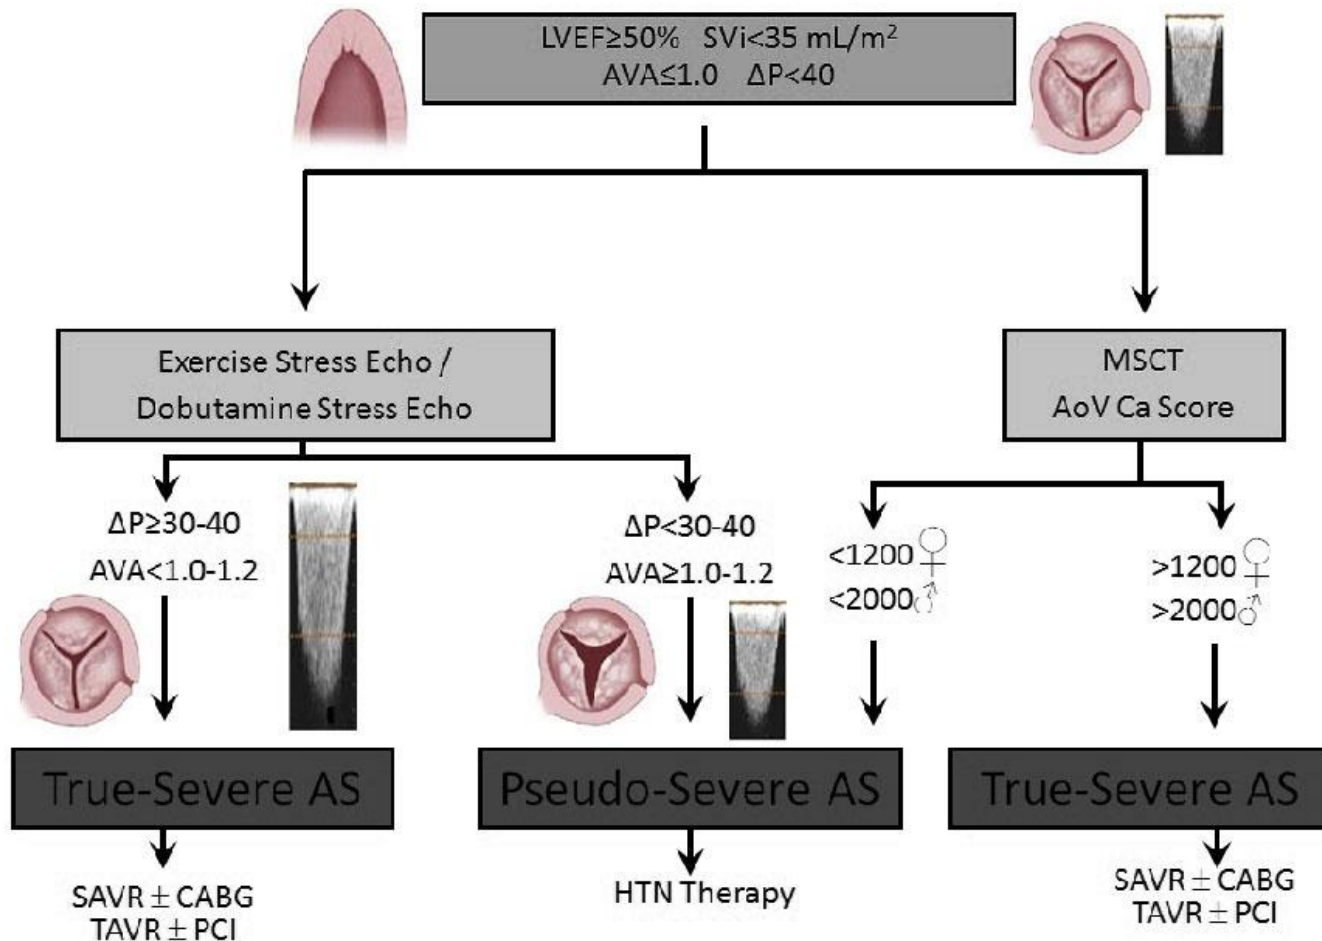 LVEF≥50% SVi<35 mL/m²
AVA≤1.0 ΔP<40
Exercise Stress Echo /
Dobutamine Stress Echo
MSCT
AoV Ca Score
ΔP≥30-40
AVA<1.0-1.2
ΔP<30-40
AVA≥1.0-1.2
<1200♀
<2000♂
>1200♀
>2000♂
True-Severe AS
Pseudo-Severe AS
True-Severe AS
SAVR ± CABG
TAVR ± PCI
HTN Therapy
SAVR ± CABG
TAVR ± PCI